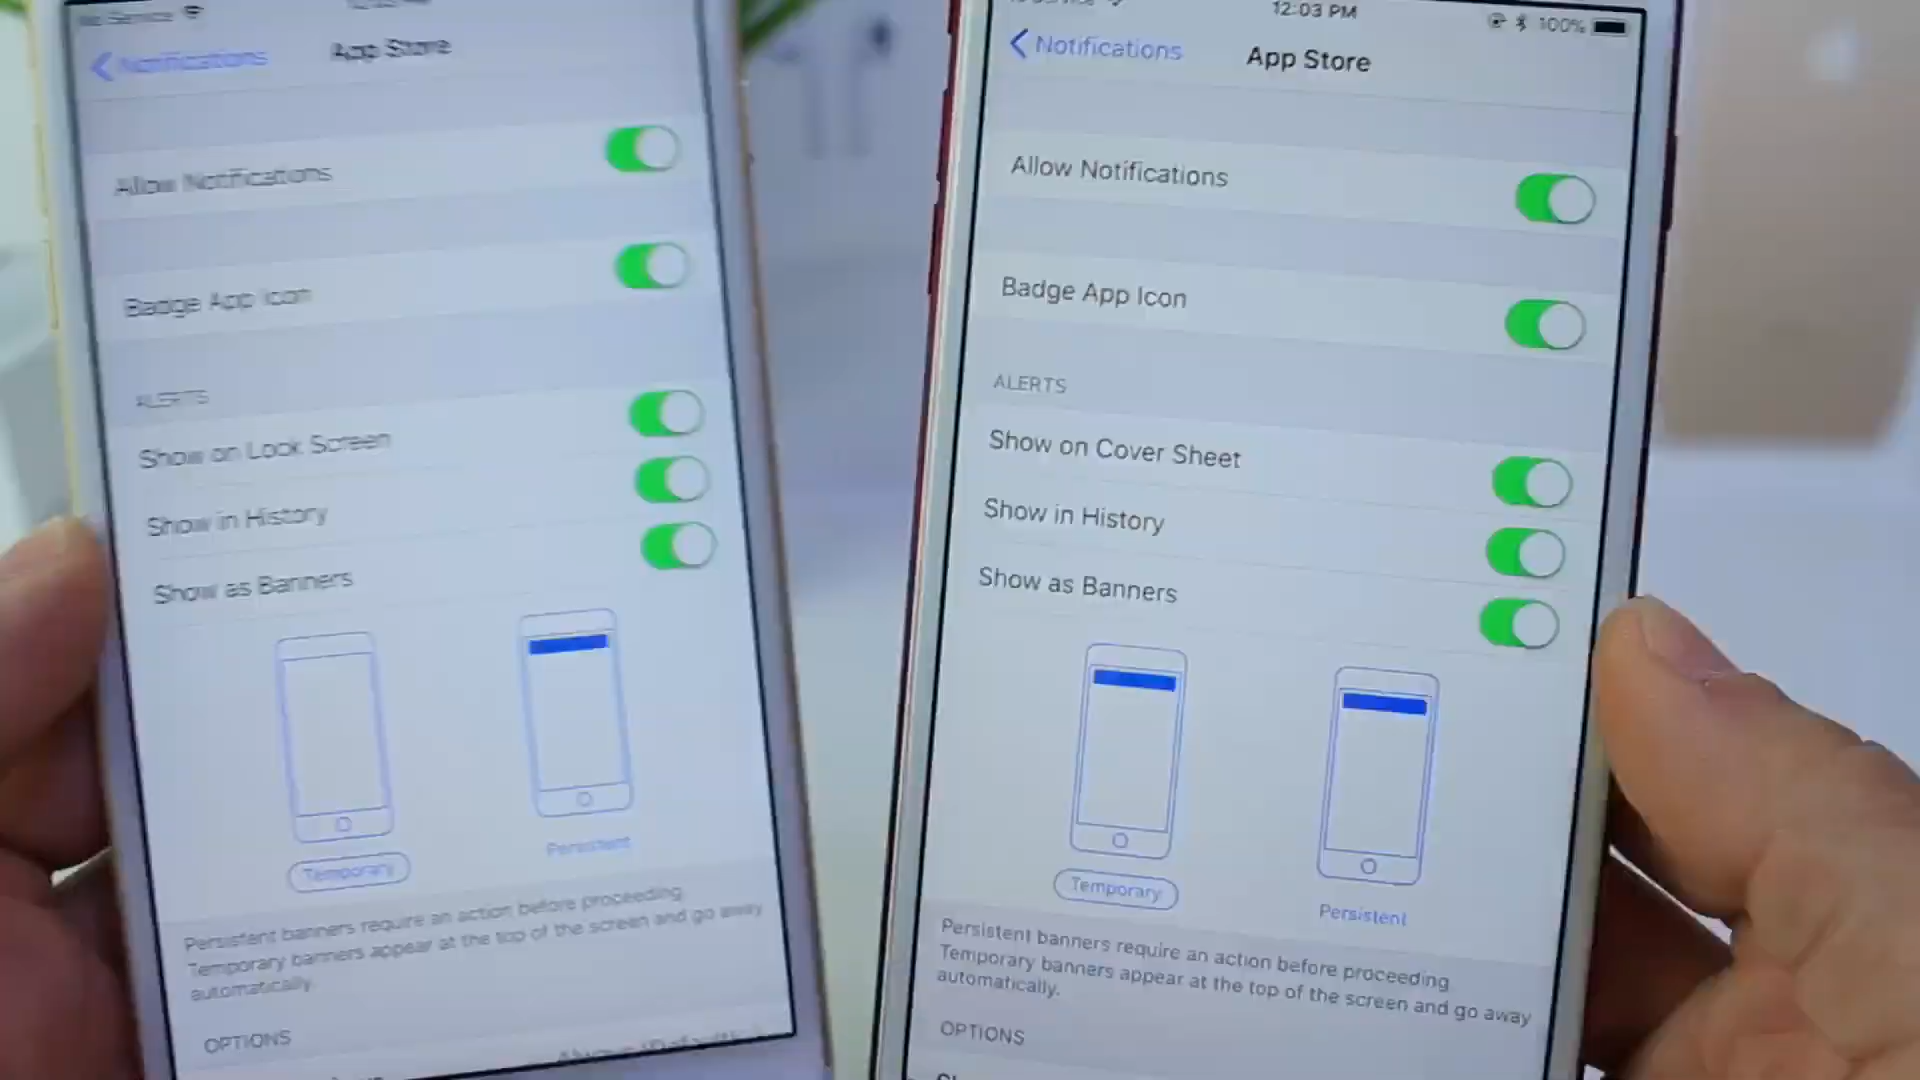 No Service
Notifications
App Store
Allow Notifications
Badge App Icon
ALERTS
Show on Lock Screen
Show in History
Show as Banners
Temporary
Persistent
Persistent banners require an action before proceeding.
Temporary banners appear at the top of the screen and go away
automatically.
OPTIONS
12:03 PM
100%
Notifications
App Store
Allow Notifications
Badge App Icon
ALERTS
Show on Cover Sheet
Show in History
Show as Banners
Temporary
Persistent
Persistent banners require an action before proceeding.
Temporary banners appear at the top of the screen and go away
automatically.
OPTIONS